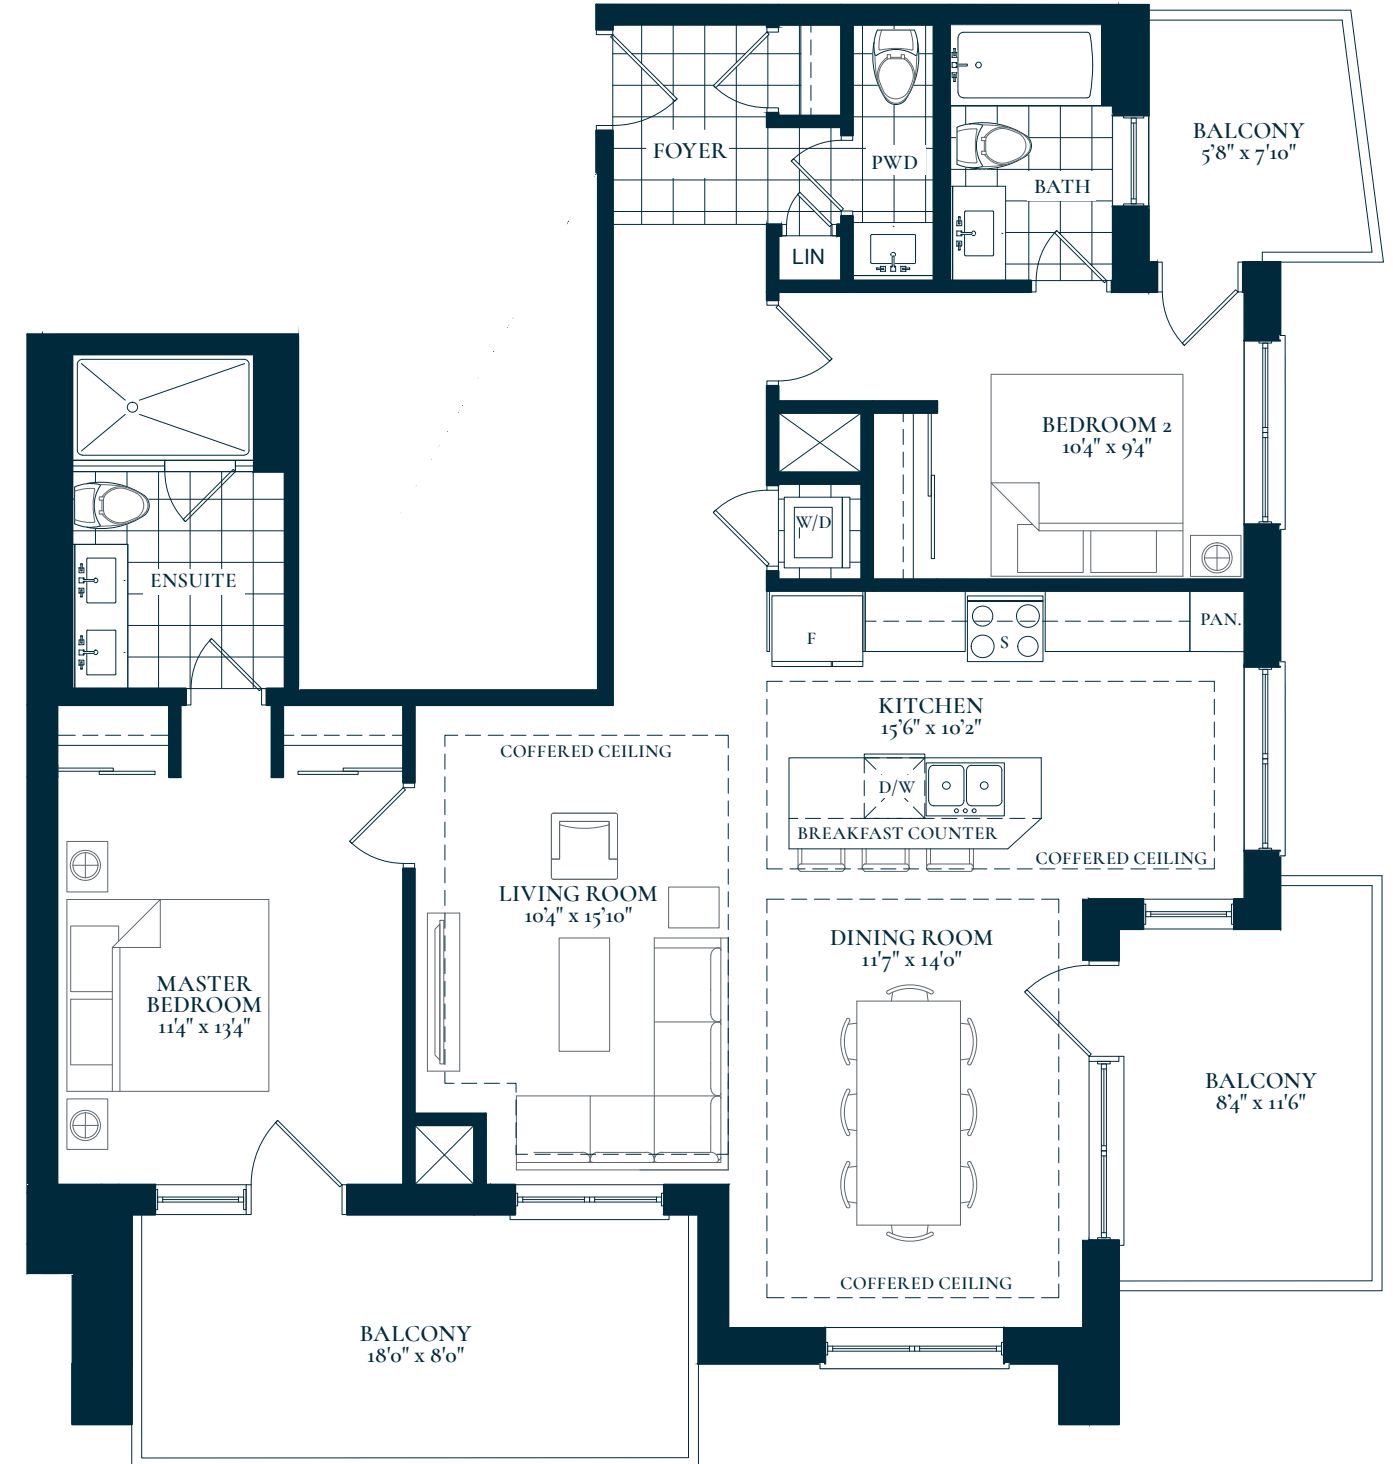 FOYER
PWD
LIN
BATH
BALCONY
5'8" x 7'10"
BEDROOM 2
10'4" x 9'4"
W/D
ENSUITE
F
S
PAN.
KITCHEN
15'6" x 10'2"
D/W
BREAKFAST COUNTER
COFFERED CEILING
COFFERED CEILING
LIVING ROOM
10'4" x 15'10"
DINING ROOM
11'7" x 14'0"
COFFERED CEILING
MASTER
BEDROOM
11'4" x 13'4"
BALCONY
8'4" x 11'6"
BALCONY
18'0" x 8'0"